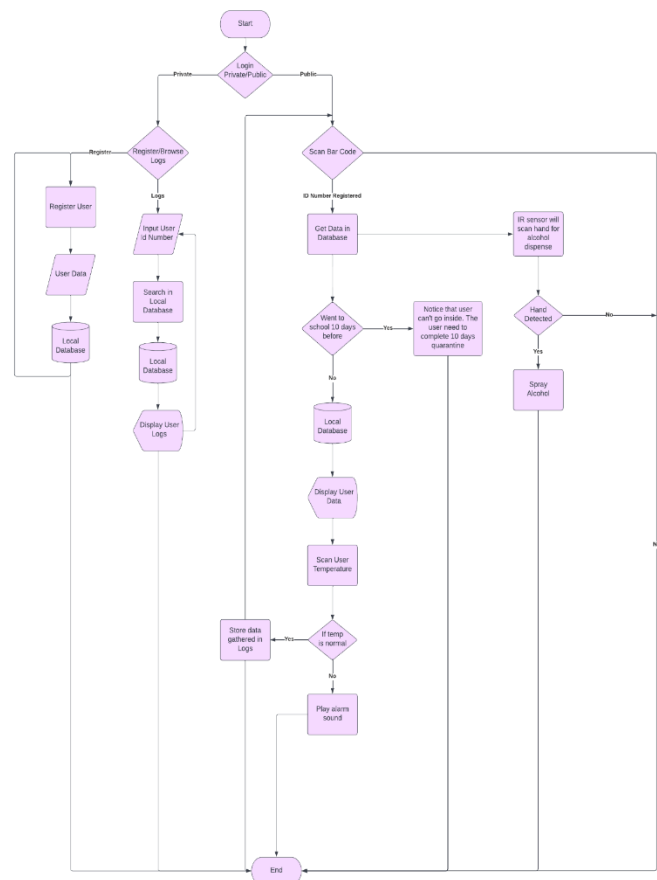 Start
Login
Private/Public
Private
Public
Register/Browse
Logs
Register
Logs
Scan Bar Code
ID Number Registered
Register User
Input User
Id Number
Get Data in
Database
IR sensor will
scan hand for
alcohol
dispense
User Data
Search in
Local
Database
Went to
school 10 days
before
Yes
Notice that user
can't go inside. The
user need to
complete 10 days
quarantine
Hand
Detected
No
Yes
Local
Database
Local
Database
No
Spray
Alcohol
Display User
Logs
Local
Database
Display User
Data
Scan User
Temperature
Store data
gathered in
Logs
Yes
If temp
is normal
No
Play alarm
sound
End